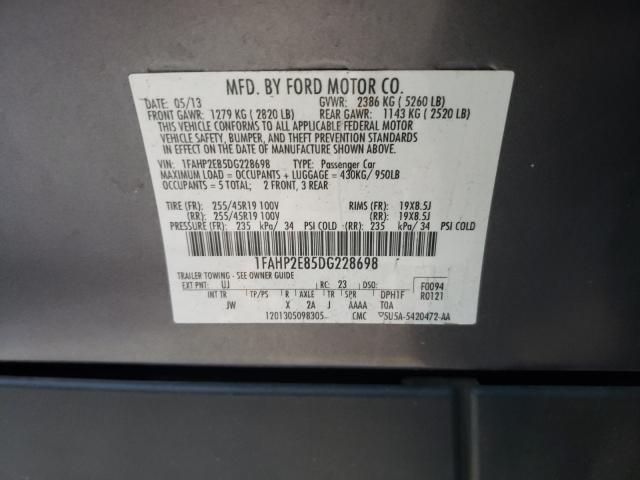 MFD. BY FORD MOTOR CO.
DATE: 05/13 GVWR: 2386 KG ( 5260 LB)
FRONT GAWR: 1279 KG ( 2820 LB) REAR GAWR: 1143 KG ( 2520 LB)
THIS VEHICLE CONFORMS TO ALL APPLICABLE FEDERAL MOTOR
VEHICLE SAFETY, BUMPER, AND THEFT PREVENTION STANDARDS
IN EFFECT ON THE DATE OF MANUFACTURE SHOWN ABOVE.
VIN: 1FAHP2E85DG228698 TYPE: Passenger Car
MAXIMUM LOAD = OCCUPANTS + LUGGAGE = 430KG/ 950LB
OCCUPANTS = 5 TOTAL; 2 FRONT, 3 REAR
TIRE (FR): 255/45R19 100V RIMS (FR): 19X8.5J
(RR): 255/45R19 100V (RR): 19X8.5J
PRESSURE (FR): 235 kPa/ 34 PSI COLD (RR): 235 kPa/ 34 PSI COLD
1FAHP2E85DG228698
TRAILER TOWING - SEE OWNER GUIDE
EXT PNT: UJ RC: 23 DSO: F0094
INT TR TP/PS R AXLE TR SPR DPH1F R0121
JW X 2A J AAAA TOA
1201305098305 CMC ▽5U5A-5420472-AA